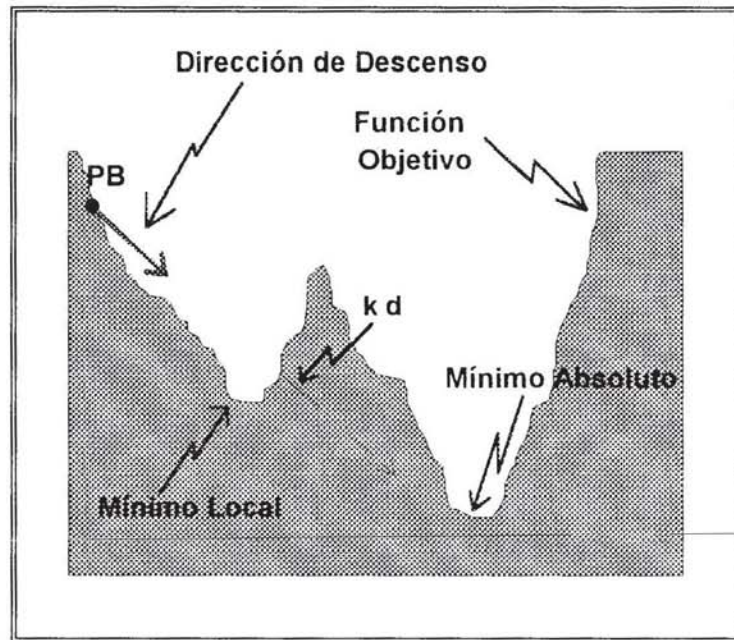 Dirección de Descenso
Función
Objetivo
PB
k d
Mínimo Absoluto
Mínimo Local